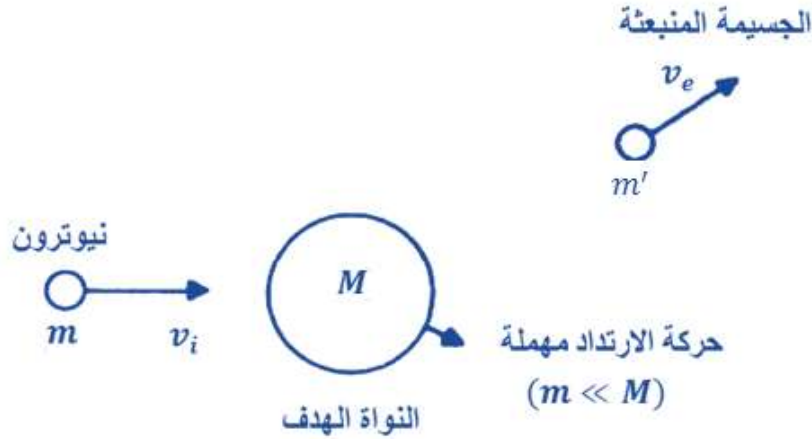 الجسيمة المنبعثة
v_e
m'
نيوترون
m
v_i
M
النواة الهدف
حركة الارتداد مهملة
(m ≪ M)